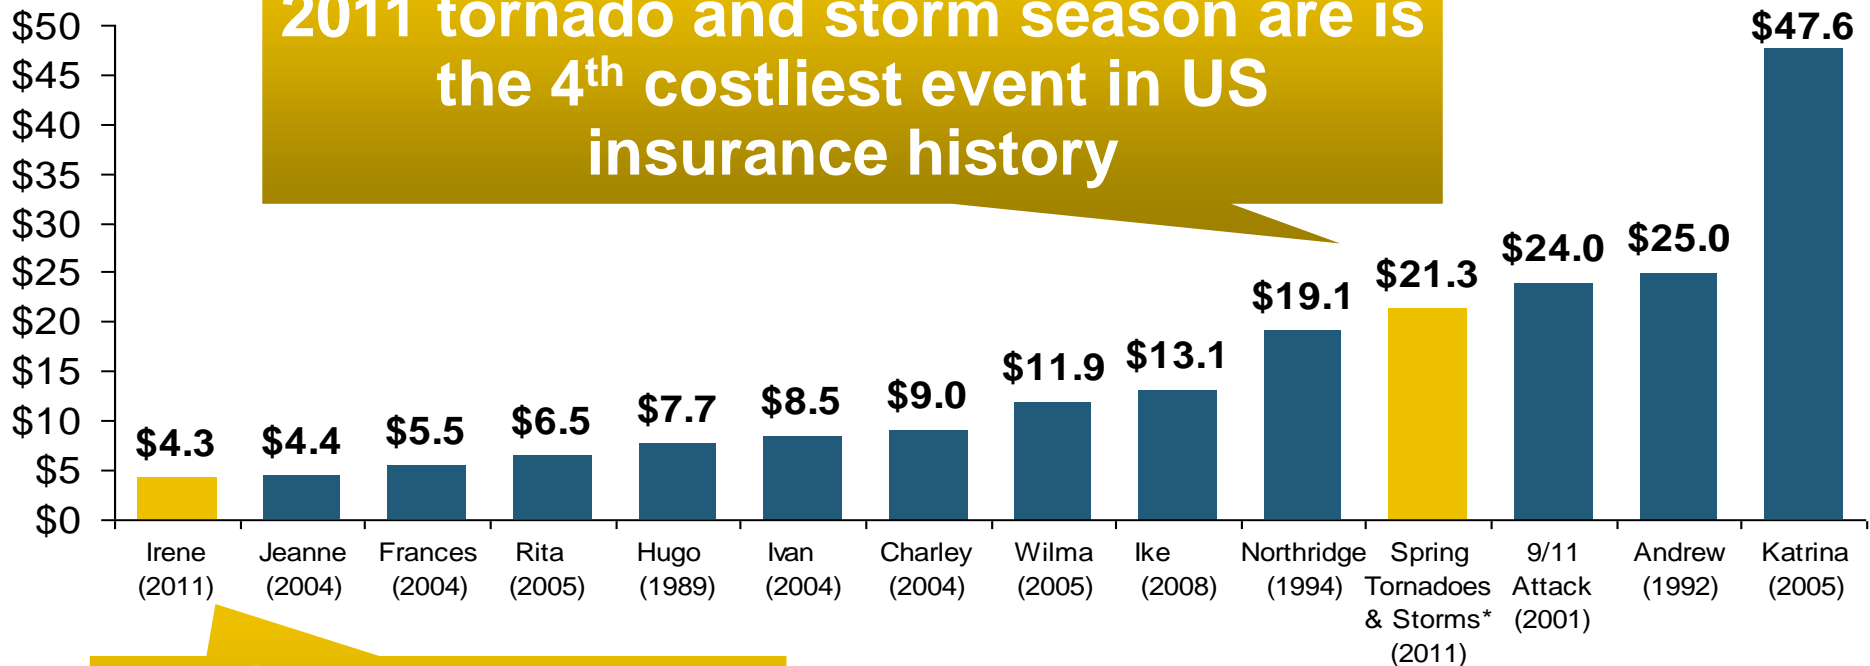 2011 tornado and storm season are is
the 4th costliest event in US
insurance history
$50
$45
$40
$35
$30
$25
$20
$15
$10
$5
$0
$4.3
$4.4
$5.5
$6.5
$7.7
$8.5
$9.0
$11.9
$13.1
$19.1
$21.3
$24.0
$25.0
$47.6
Irene
(2011)
Jeanne
(2004)
Frances
(2004)
Rita
(2005)
Hugo
(1989)
Ivan
(2004)
Charley
(2004)
Wilma
(2005)
Ike
(2008)
Northridge
(1994)
Spring
Tornadoes
& Storms*
(2011)
9/11
Attack
(2001)
Andrew
(1992)
Katrina
(2005)